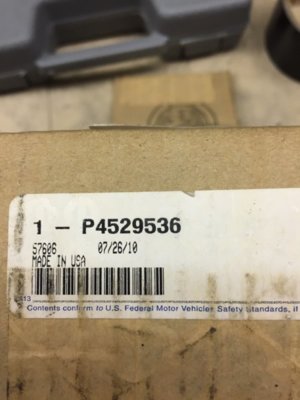 1 – P4529536
57606 07/26/10
MADE IN USA
Contents conform to U.S. Federal Motor Vehicle Safety Standards, if